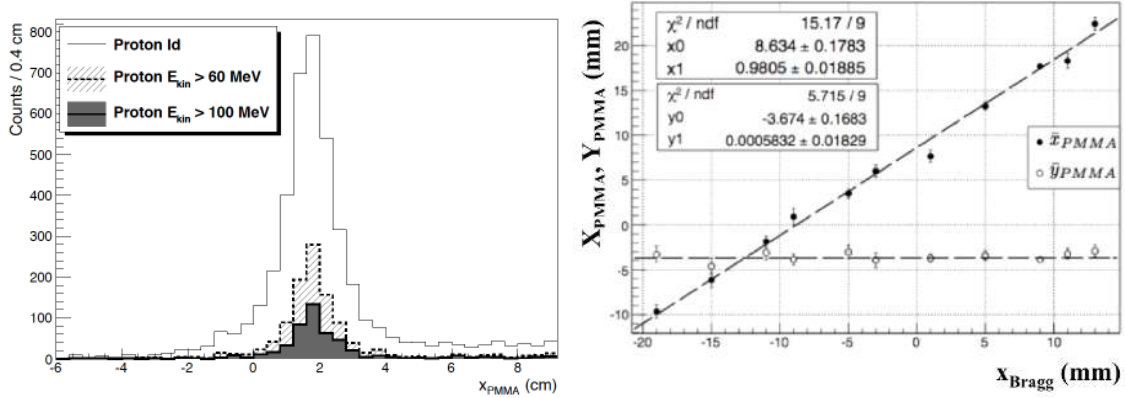 Counts / 0.4 cm
800
700
600
500
400
300
200
100
0
Proton Id
Proton E_kin > 60 MeV
Proton E_kin > 100 MeV
-6 -4 -2 0 2 4 6 8
x_PMMA (cm)
X_PMMA, Y_PMMA (mm)
20
15
10
5
0
-5
-10
χ² / ndf 15.17 / 9
x0 8.634 ± 0.1783
x1 0.9805 ± 0.01885
χ² / ndf 5.715 / 9
y0 -3.674 ± 0.1683
y1 0.0005832 ± 0.01829
x̄_PMMA
ȳ_PMMA
-20 -15 -10 -5 0 5 10
x_Bragg (mm)